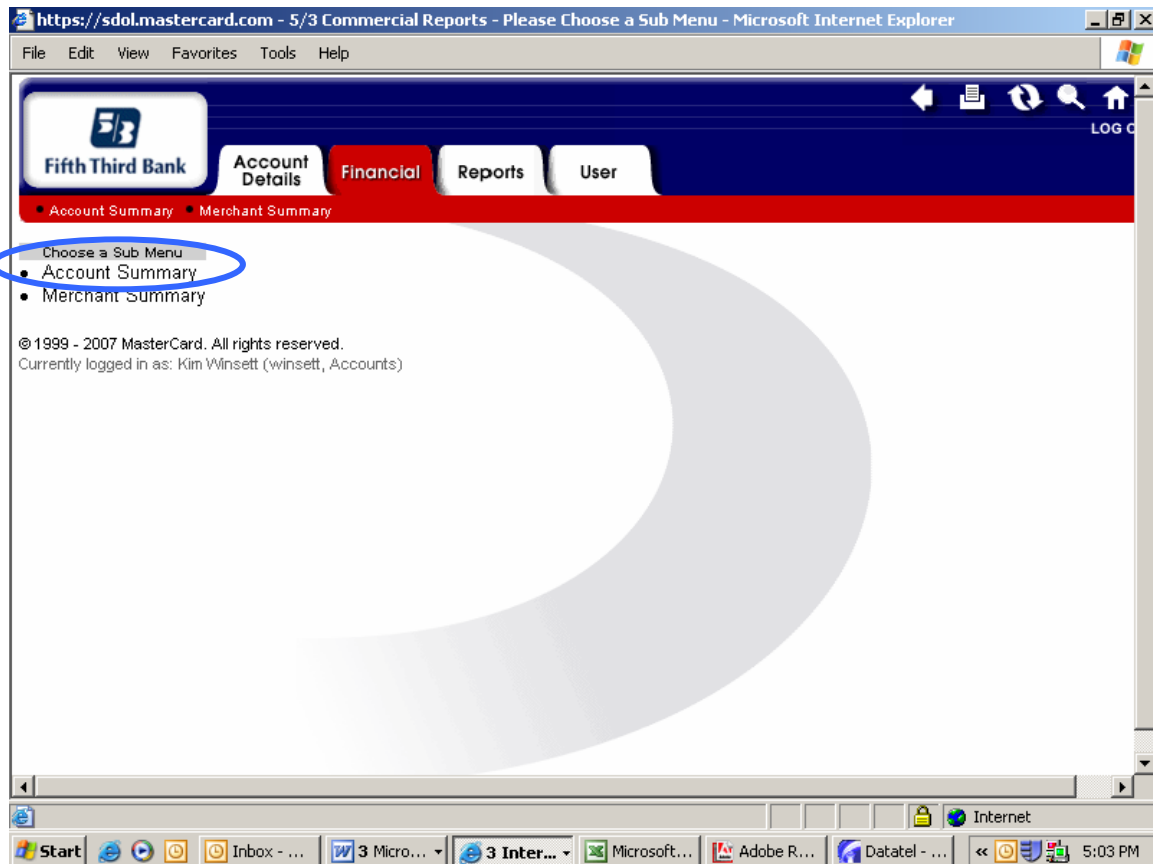 https://sdol.mastercard.com - 5/3 Commercial Reports - Please Choose a Sub Menu - Microsoft Internet Explorer
File Edit View Favorites Tools Help
LOG O
5/3
Fifth Third Bank
Account Details
Financial
Reports
User
• Account Summary • Merchant Summary
Choose a Sub Menu
• Account Summary
• Merchant Summary
© 1999 - 2007 MasterCard. All rights reserved.
Currently logged in as: Kim Winsett (winsett, Accounts)
Internet
Start Inbox - ... 3 Micro... 3 Inter... Microsoft... Adobe R... Datatel - ... « 5:03 PM